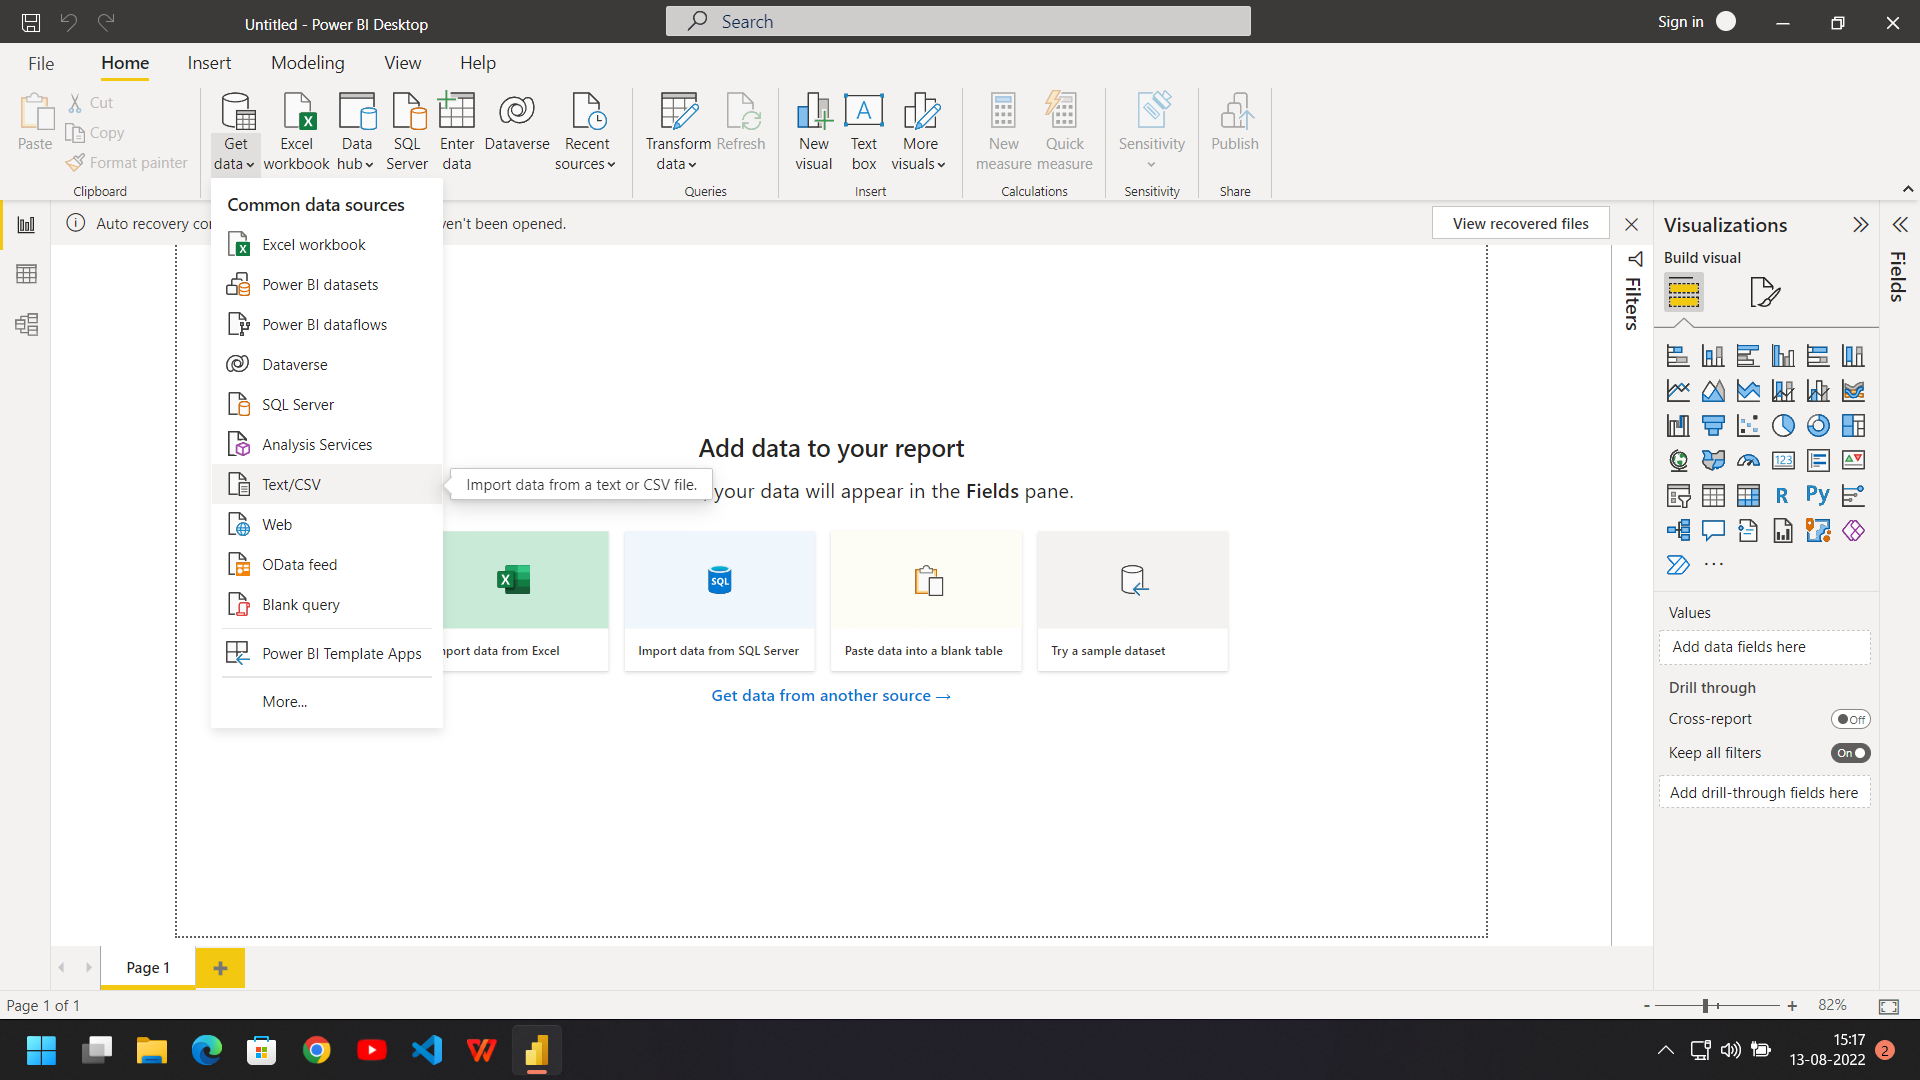 Untitled - Power BI Desktop
Search
Sign in
File
Home
Insert
Modeling
View
Help
Paste
Cut
Copy
Format painter
Clipboard
Get data
Excel workbook
Data hub
SQL Server
Enter data
Dataverse
Recent sources
Transform data
Refresh
Queries
New visual
Text box
More visuals
Insert
New measure
Quick measure
Calculations
Sensitivity
Sensitivity
Publish
Share
Auto recovery con
ven't been opened.
View recovered files
Common data sources
Excel workbook
Power BI datasets
Power BI dataflows
Dataverse
SQL Server
Analysis Services
Text/CSV
Web
OData feed
Blank query
Power BI Template Apps
More...
Import data from a text or CSV file.
Add data to your report
your data will appear in the Fields pane.
SQL
port data from Excel
Import data from SQL Server
Paste data into a blank table
Try a sample dataset
Get data from another source →
Filters
Visualizations
Build visual
123
R
Py
...
Values
Add data fields here
Drill through
Cross-report
Off
Keep all filters
On
Add drill-through fields here
Fields
Page 1
Page 1 of 1
82%
15:17
13-08-2022
2